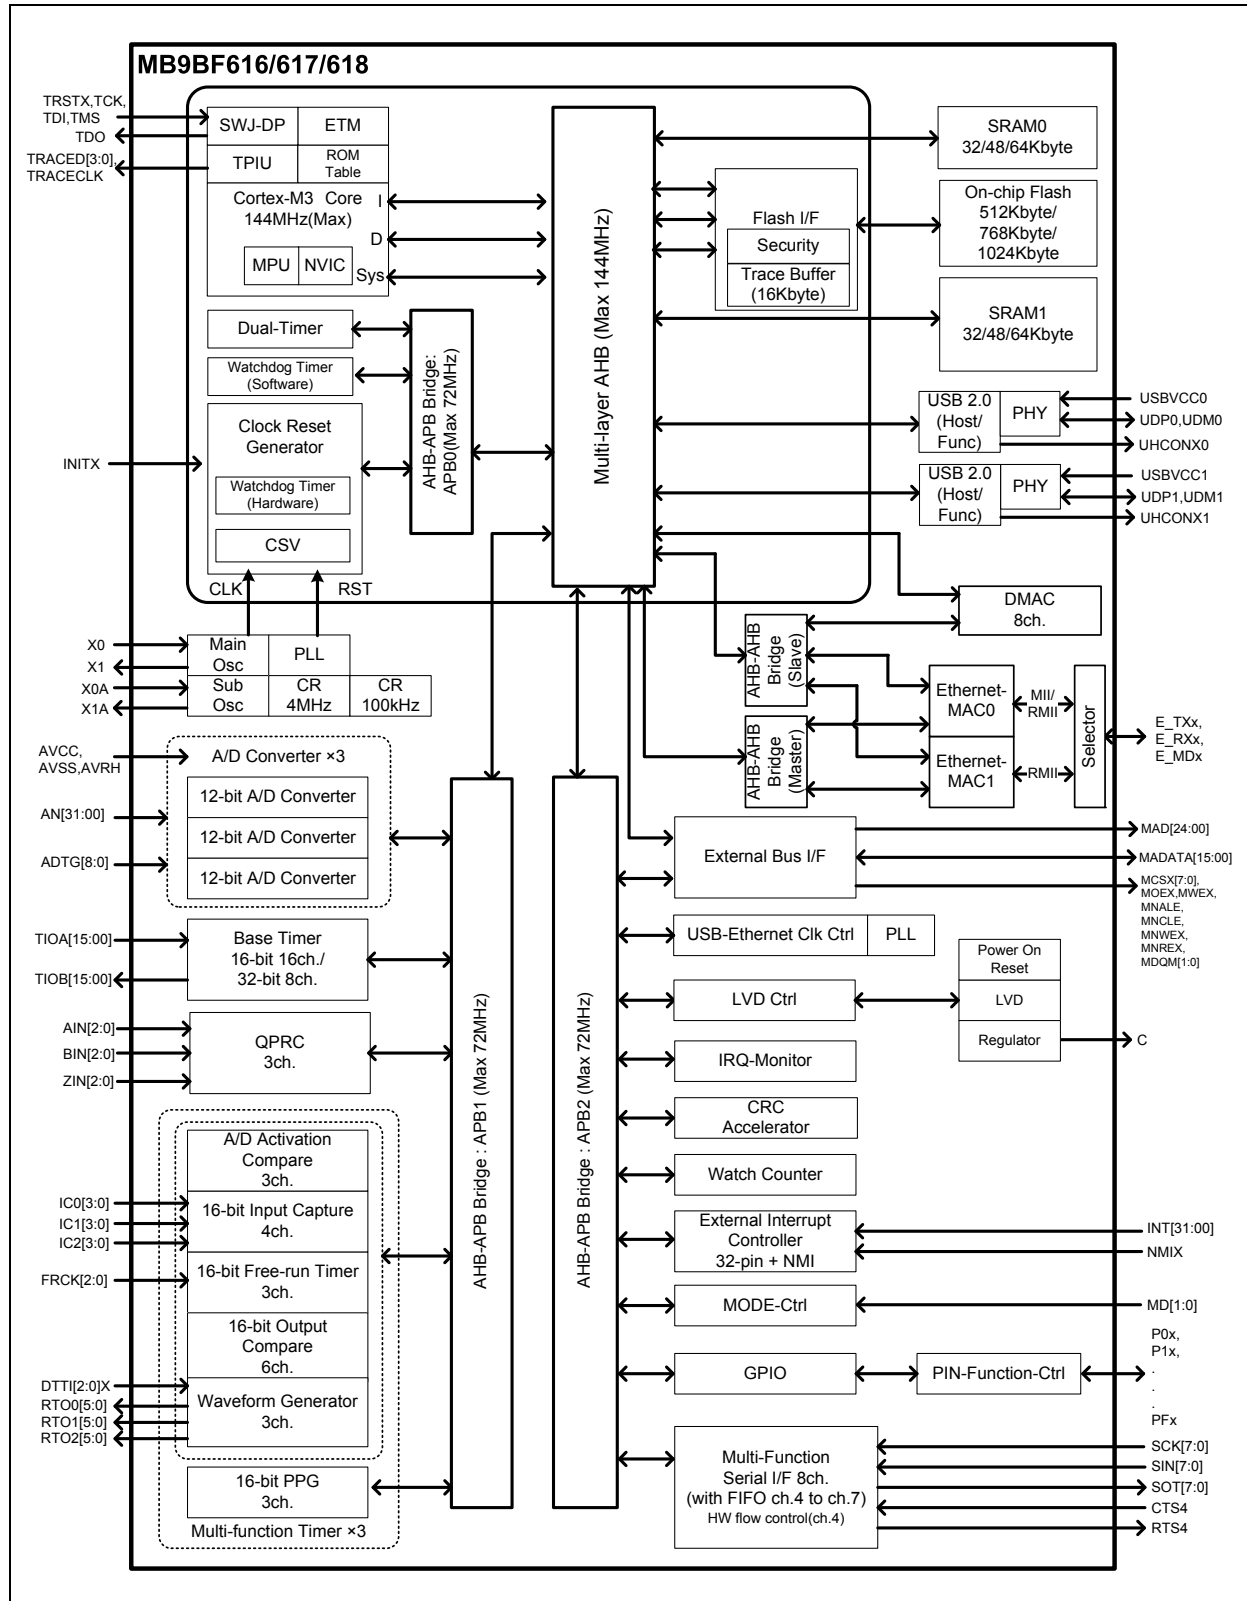 MB9BF616/617/618
TRSTX,TCK,
TDI,TMS
TDO
TRACED[3:0],
TRACECLK
SWJ-DP
ETM
TPIU
ROM
Table
Cortex-M3 Core
144MHz(Max)
I
D
Sys
MPU
NVIC
Dual-Timer
Watchdog Timer
(Software)
Clock Reset
Generator
Watchdog Timer
(Hardware)
CSV
INITX
CLK
RST
AHB-APB Bridge:
APB0(Max 72MHz)
Multi-layer AHB (Max 144MHz)
Flash I/F
Security
Trace Buffer
(16Kbyte)
SRAM0
32/48/64Kbyte
On-chip Flash
512Kbyte/
768Kbyte/
1024Kbyte
SRAM1
32/48/64Kbyte
USB 2.0
(Host/
Func)
PHY
USBVCC0
UDP0,UDM0
UHCONX0
USB 2.0
(Host/
Func)
PHY
USBVCC1
UDP1,UDM1
UHCONX1
DMAC
8ch.
X0
X1
X0A
X1A
Main
Osc
PLL
Sub
Osc
CR
4MHz
CR
100kHz
AHB-AHB
Bridge
(Slave)
AHB-AHB
Bridge
(Master)
Ethernet-
MAC0
Ethernet-
MAC1
MII/
RMII
RMII
Selector
E_TXx,
E_RXx,
E_MDx
AVCC,
AVSS,AVRH
AN[31:00]
ADTG[8:0]
A/D Converter ×3
12-bit A/D Converter
12-bit A/D Converter
12-bit A/D Converter
TIOA[15:00]
TIOB[15:00]
Base Timer
16-bit 16ch./
32-bit 8ch.
AIN[2:0]
BIN[2:0]
ZIN[2:0]
QPRC
3ch.
A/D Activation
Compare
3ch.
IC0[3:0]
IC1[3:0]
IC2[3:0]
16-bit Input Capture
4ch.
FRCK[2:0]
16-bit Free-run Timer
3ch.
16-bit Output
Compare
6ch.
DTTI[2:0]X
RTO0[5:0]
RTO1[5:0]
RTO2[5:0]
Waveform Generator
3ch.
16-bit PPG
3ch.
Multi-function Timer ×3
AHB-APB Bridge : APB1 (Max 72MHz)
AHB-APB Bridge : APB2 (Max 72MHz)
External Bus I/F
MAD[24:00]
MADATA[15:00]
MCSX[7:0],
MOEX,MWEX,
MNALE,
MNCLE,
MNWEX,
MNREX,
MDQM[1:0]
USB-Ethernet Clk Ctrl
PLL
LVD Ctrl
Power On
Reset
LVD
Regulator
C
IRQ-Monitor
CRC
Accelerator
Watch Counter
External Interrupt
Controller
32-pin + NMI
INT[31:00]
NMIX
MODE-Ctrl
MD[1:0]
GPIO
PIN-Function-Ctrl
P0x,
P1x,
.
.
.
PFx
Multi-Function
Serial I/F 8ch.
(with FIFO ch.4 to ch.7)
HW flow control(ch.4)
SCK[7:0]
SIN[7:0]
SOT[7:0]
CTS4
RTS4